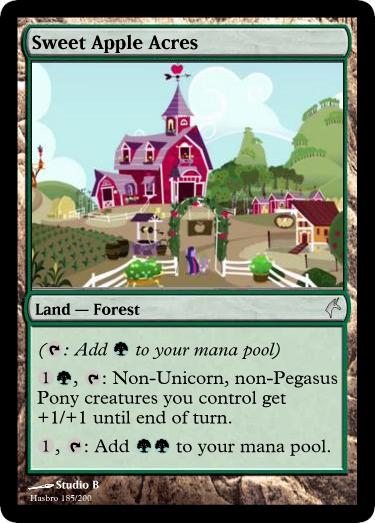 Sweet Apple Acres
Land — Forest
(: Add to your mana pool)
1 , : Non-Unicorn, non-Pegasus
Pony creatures you control get
+1/+1 until end of turn.
1, : Add to your mana pool.
Studio B
Hasbro 185/200